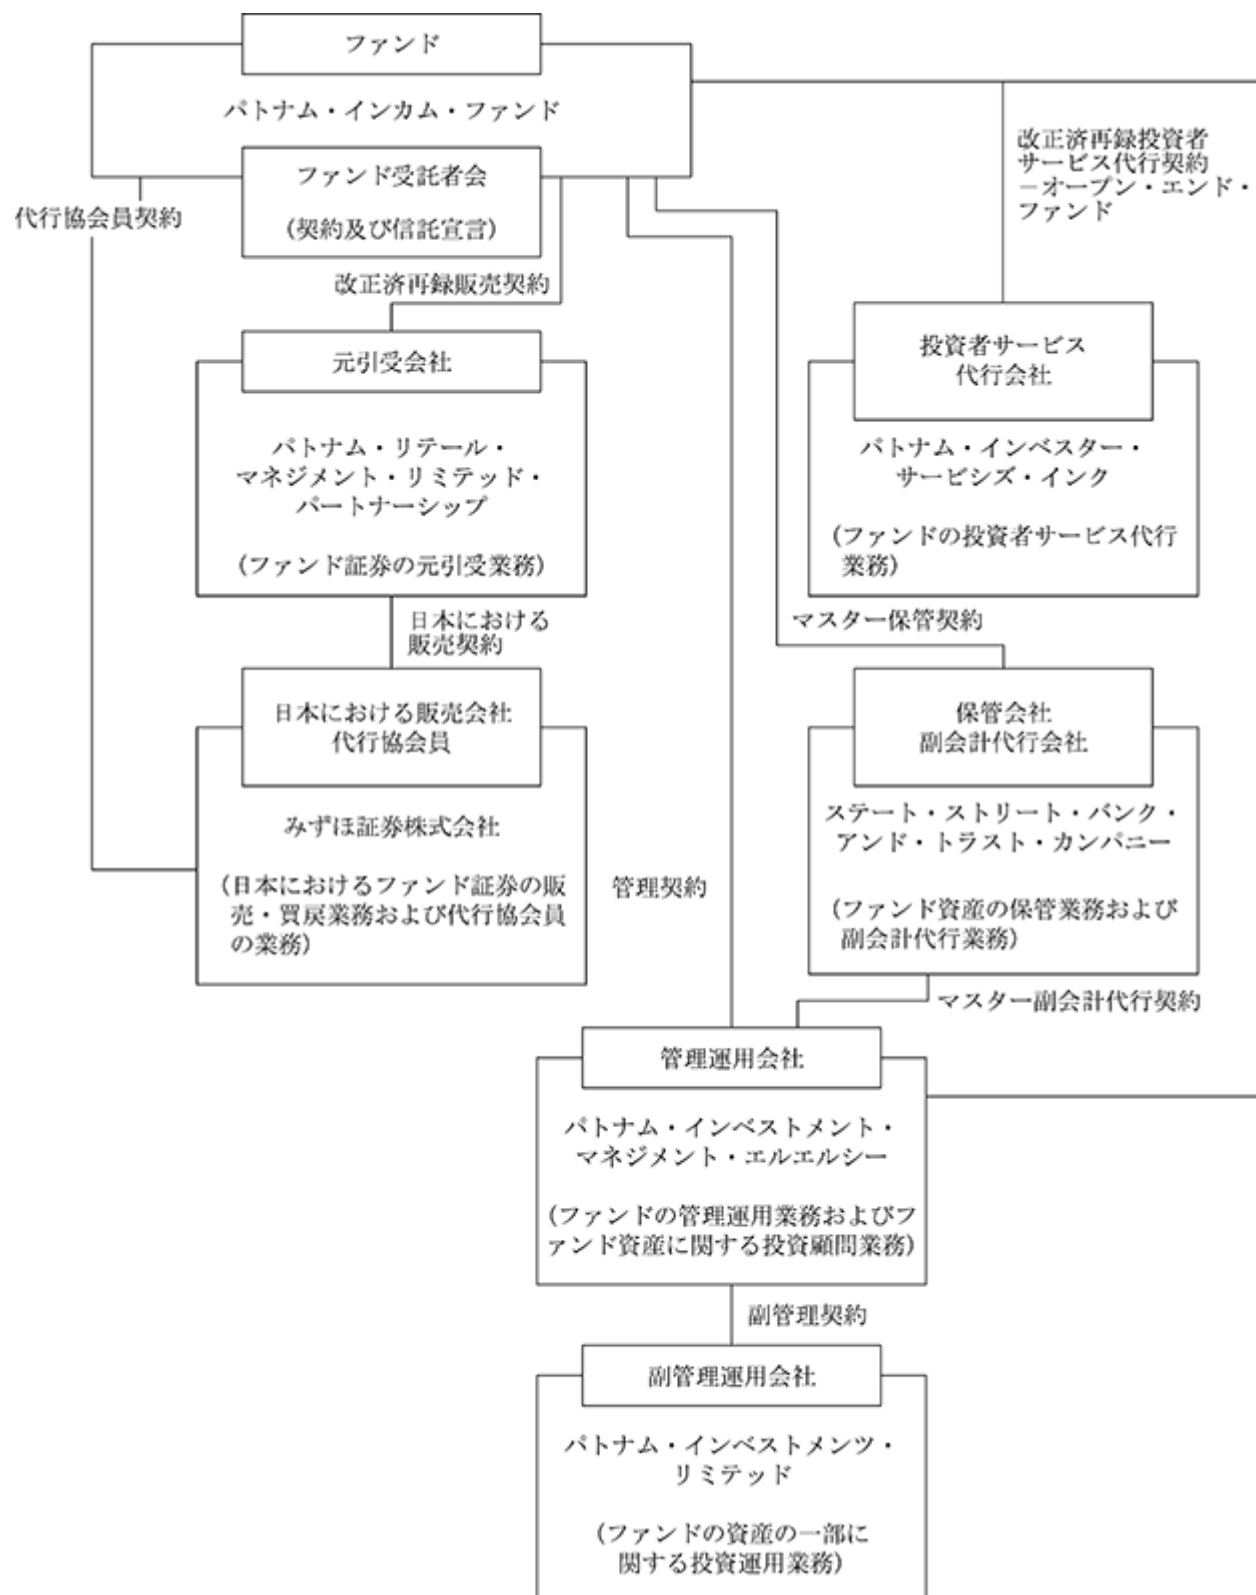 ファンド
パトナム・インカム・ファンド
ファンド受託者会
(契約及び信託宣言)
代行協会員契約
改正済再録投資者
サービス代行契約
－オープン・エンド・
ファンド
改正済再録販売契約
元引受会社
パトナム・リテール・
マネジメント・リミテッド・
パートナーシップ
(ファンド証券の元引受業務)
投資者サービス
代行会社
パトナム・インベスター・
サービシズ・インク
(ファンドの投資者サービス代行
業務)
日本における
販売契約
マスター保管契約
日本における販売会社
代行協会員
みずほ証券株式会社
(日本におけるファンド証券の販
売・買戻業務および代行協会員
の業務)
管理契約
保管会社
副会計代行会社
ステート・ストリート・バンク・
アンド・トラスト・カンパニー
(ファンド資産の保管業務および
副会計代行業務)
マスター副会計代行契約
管理運用会社
パトナム・インベストメント・
マネジメント・エルエルシー
(ファンドの管理運用業務およびフ
ァンド資産に関する投資顧問業務)
副管理契約
副管理運用会社
パトナム・インベストメンツ・
リミテッド
(ファンドの資産の一部に
関する投資運用業務)